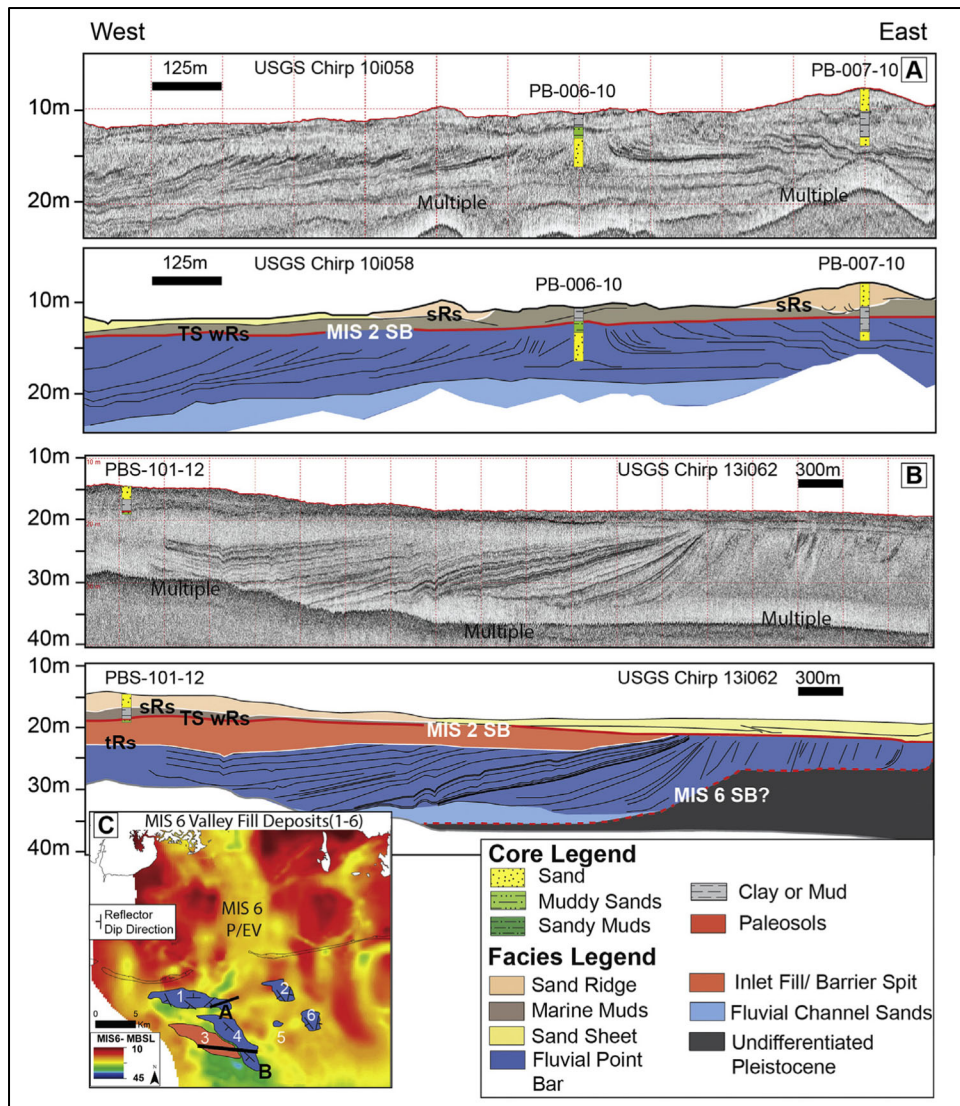 West East
125m USGS Chirp 10i058 PB-006-10 PB-007-10 A
10m
20m
Multiple Multiple
125m USGS Chirp 10i058 PB-006-10 PB-007-10
10m
sRs sRs
TS wRs MIS 2 SB
20m
10m PBS-101-12 USGS Chirp 13i062 300m B
10 m
20m
20 m
30m
Multiple
40m Multiple Multiple
10m PBS-101-12 USGS Chirp 13i062 300m
sRs
TS wRs
20m
MIS 2 SB
tRs
30m
MIS 6 SB?
40m
C MIS 6 Valley Fill Deposits(1-6)
Reflector
Dip Direction
MIS 6
P/EV
1 2
A
3 4 5 6
B
0 5
Km
MIS6- MBSL
10
45
N
Core Legend
Sand
Muddy Sands
Sandy Muds
Clay or Mud
Paleosols
Facies Legend
Sand Ridge
Marine Muds
Sand Sheet
Fluvial Point
Bar
Inlet Fill/ Barrier Spit
Fluvial Channel Sands
Undifferentiated
Pleistocene